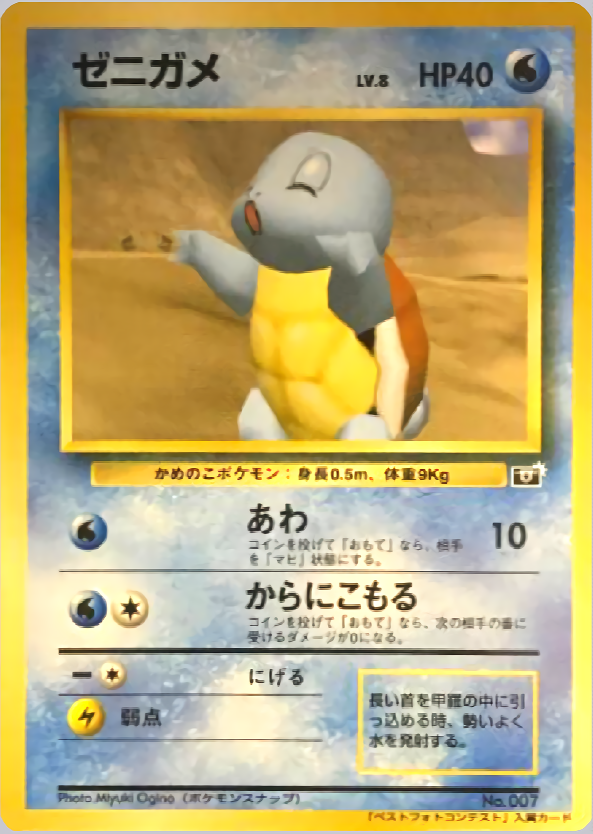 ゼニガメ LV.8 HP40
かめのこポケモン：身長0.5m、体重9Kg
あわ 10
コインを投げて「おもて」なら、相手
を「マヒ」状態にする。
からにこもる
コインを投げて「おもて」なら、次の相手の番に
受けるダメージが0になる。
にげる
弱点
長い首を甲羅の中に引
っ込める時、勢いよく
水を発射する。
Photo Miyuki Ogino（ポケモンスナップ） No.007
「ベストフォトコンテスト」入賞カード